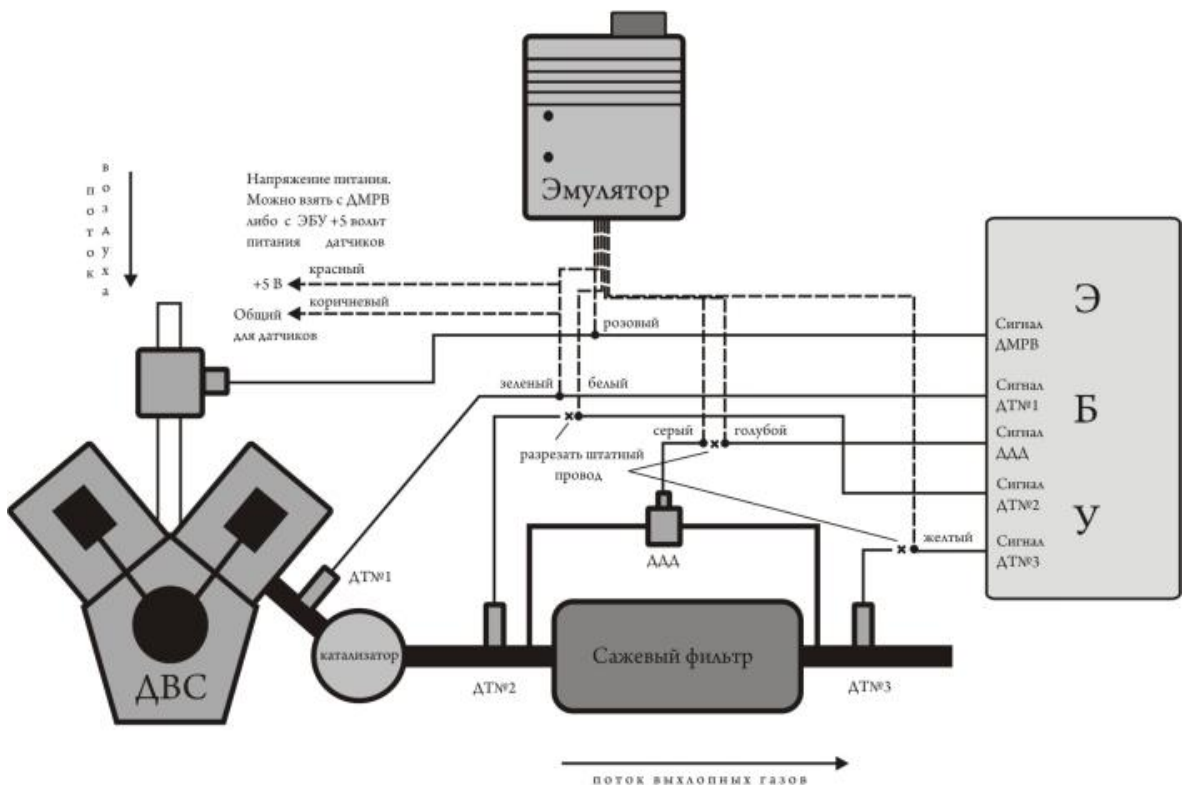 поток
воздуха
Напряжение питания.
Можно взять с ДМРВ
либо с ЭБУ +5 вольт
питания датчиков
Эмулятор
красный
+5 В
коричневый
Общий
для датчиков
розовый
Сигнал
ДМРВ
зеленый
белый
Сигнал
ДТ№1
серый
голубой
Сигнал
ДДД
разрезать штатный
провод
Сигнал
ДТ№2
желтый
Сигнал
ДТ№3
Э
Б
У
ДДД
ДТ№1
катализатор
Сажевый фильтр
ДВС
ДТ№2
ДТ№3
поток выхлопных газов